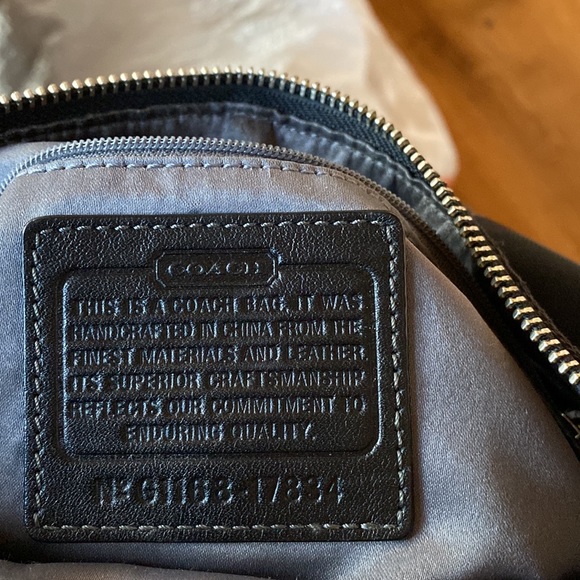 COACH
THIS IS A COACH BAG. IT WAS
HANDCRAFTED IN CHINA FROM THE
FINEST MATERIALS AND LEATHER.
ITS SUPERIOR CRAFTSMANSHIP
REFLECTS OUR COMMITMENT TO
ENDURING QUALITY.
Nº G1168-17834